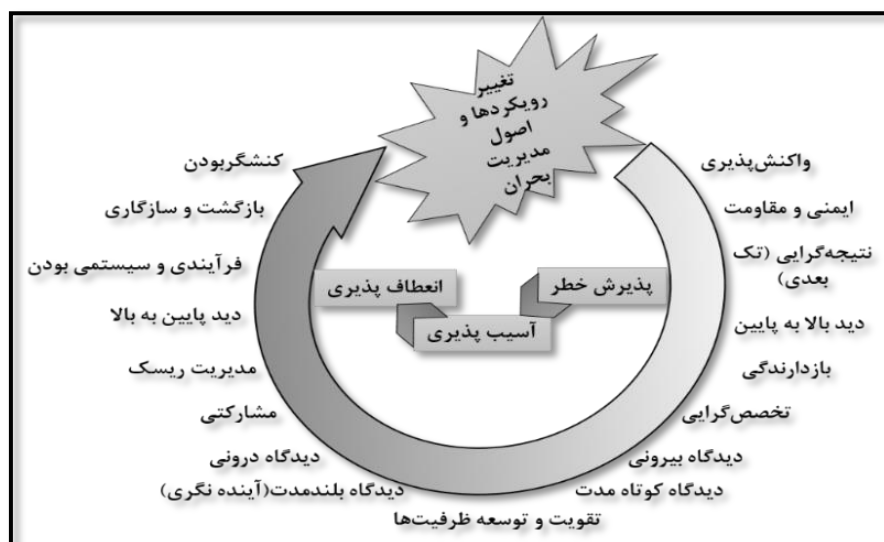 تغییر
رویکردها و
اصول
مدیریت
بحران
واکنش‌پذیری
ایمنی و مقاومت
نتیجه‌گرایی (تک
بعدی)
دید بالا به پایین
بازدارندگی
تخصص‌گرایی
دیدگاه بیرونی
دیدگاه کوتاه مدت
پذیرش خطر
آسیب پذیری
انعطاف پذیری
کنشگربودن
بازگشت و سازگاری
فرآیندی و سیستمی بودن
دید پایین به بالا
مدیریت ریسک
مشارکتی
دیدگاه درونی
دیدگاه بلندمدت(آینده نگری)
تقویت و توسعه ظرفیت‌ها